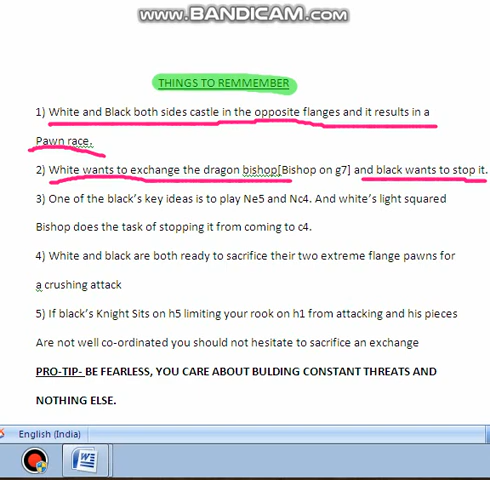 www.BANDICAM.com
THINGS TO REMMEMBER
1) White and Black both sides castle in the opposite flanges and it results in a
Pawn race.
2) White wants to exchange the dragon bishop[Bishop on g7] and black wants to stop it.
3) One of the black's key ideas is to play Ne5 and Nc4. And white's light squared
Bishop does the task of stopping it from coming to c4.
4) White and black are both ready to sacrifice their two extreme flange pawns for
a crushing attack
5) If black's Knight Sits on h5 limiting your rook on h1 from attacking and his pieces
Are not well co-ordinated you should not hesitate to sacrifice an exchange
PRO-TIP- BE FEARLESS, YOU CARE ABOUT BULDING CONSTANT THREATS AND
NOTHING ELSE.
English (India)